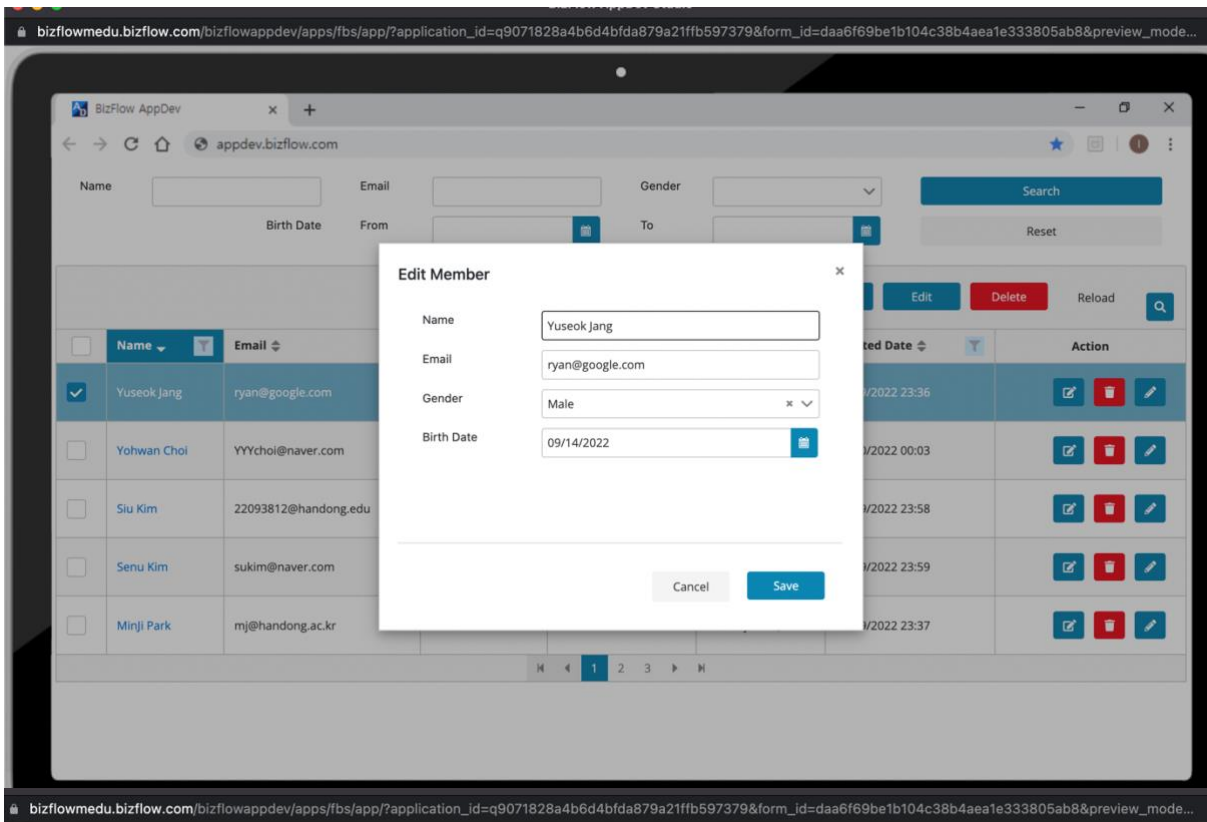 bizflowmedu.bizflow.com/bizflowappdev/apps/fbs/app/?application_id=q9071828a4b6d4bfda879a21ffb597379&form_id=daa6f69be1b104c38b4aea1e333805ab8&preview_mode...
BizFlow AppDev
appdev.bizflow.com
Name Email Gender Search
Birth Date From To Reset
Edit Delete Reload
Name Email ted Date Action
Yuseok Jang ryan@google.com /2022 23:36
Yohwan Choi YYYchoi@naver.com /2022 00:03
Siu Kim 22093812@handong.edu /2022 23:58
Senu Kim sukim@naver.com /2022 23:59
MinJi Park mj@handong.ac.kr /2022 23:37
Edit Member
Name Yuseok Jang
Email ryan@google.com
Gender Male
Birth Date 09/14/2022
Cancel Save
1 2 3
bizflowmedu.bizflow.com/bizflowappdev/apps/fbs/app/?application_id=q9071828a4b6d4bfda879a21ffb597379&form_id=daa6f69be1b104c38b4aea1e333805ab8&preview_mode...